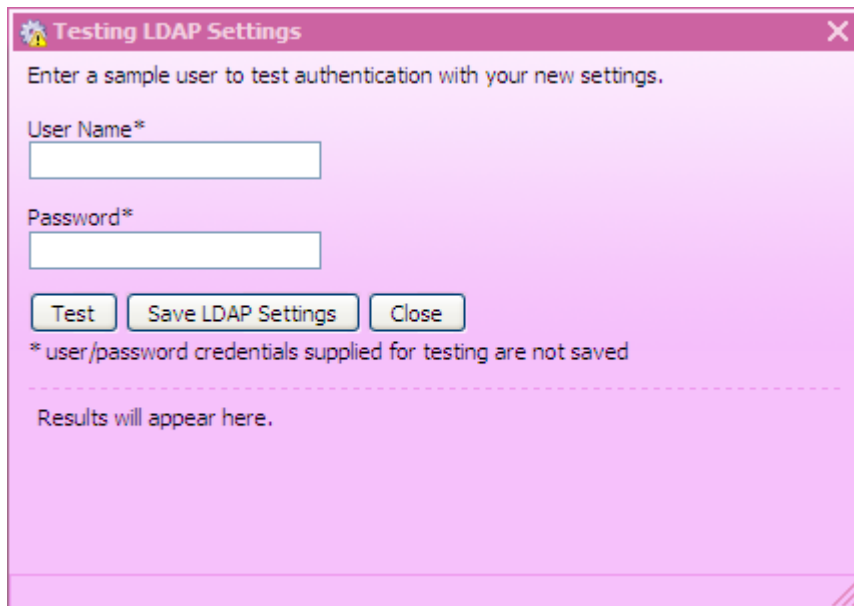 Testing LDAP Settings
Enter a sample user to test authentication with your new settings.
User Name*
Password*
Test Save LDAP Settings Close
* user/password credentials supplied for testing are not saved
Results will appear here.